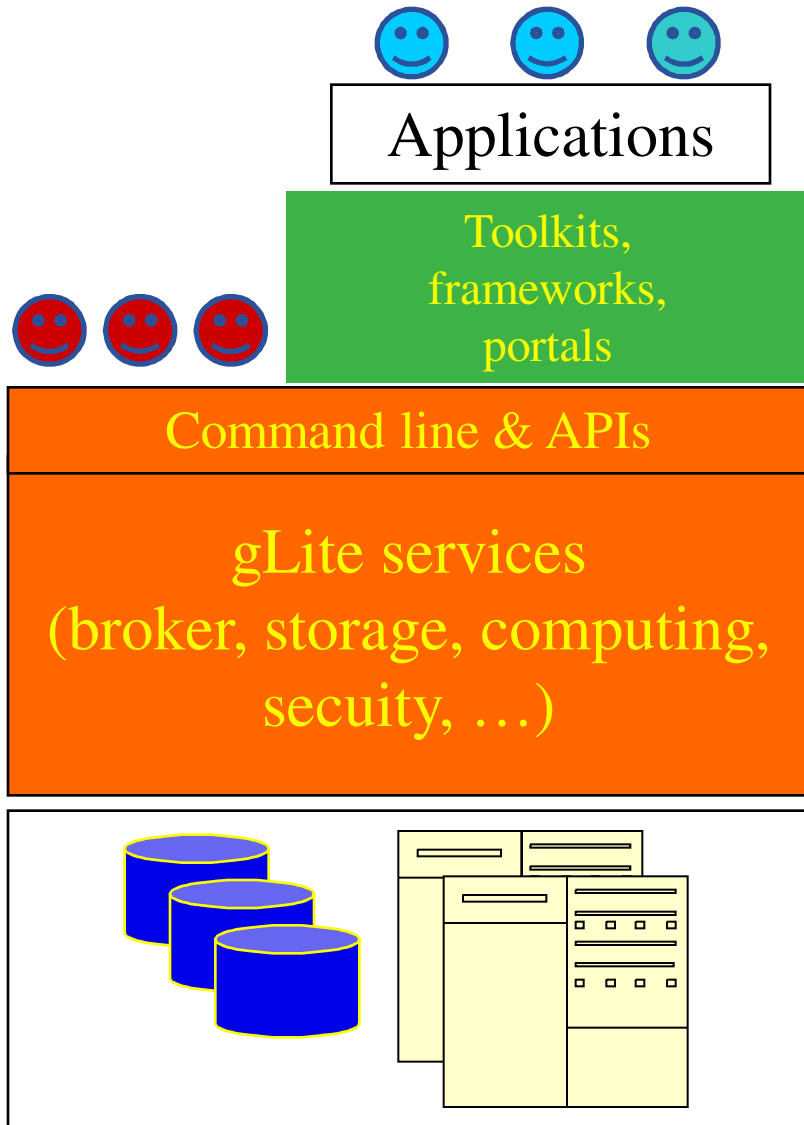 Applications
Toolkits,
frameworks,
portals
Command line & APIs
gLite services
(broker, storage, computing,
secuity, …)